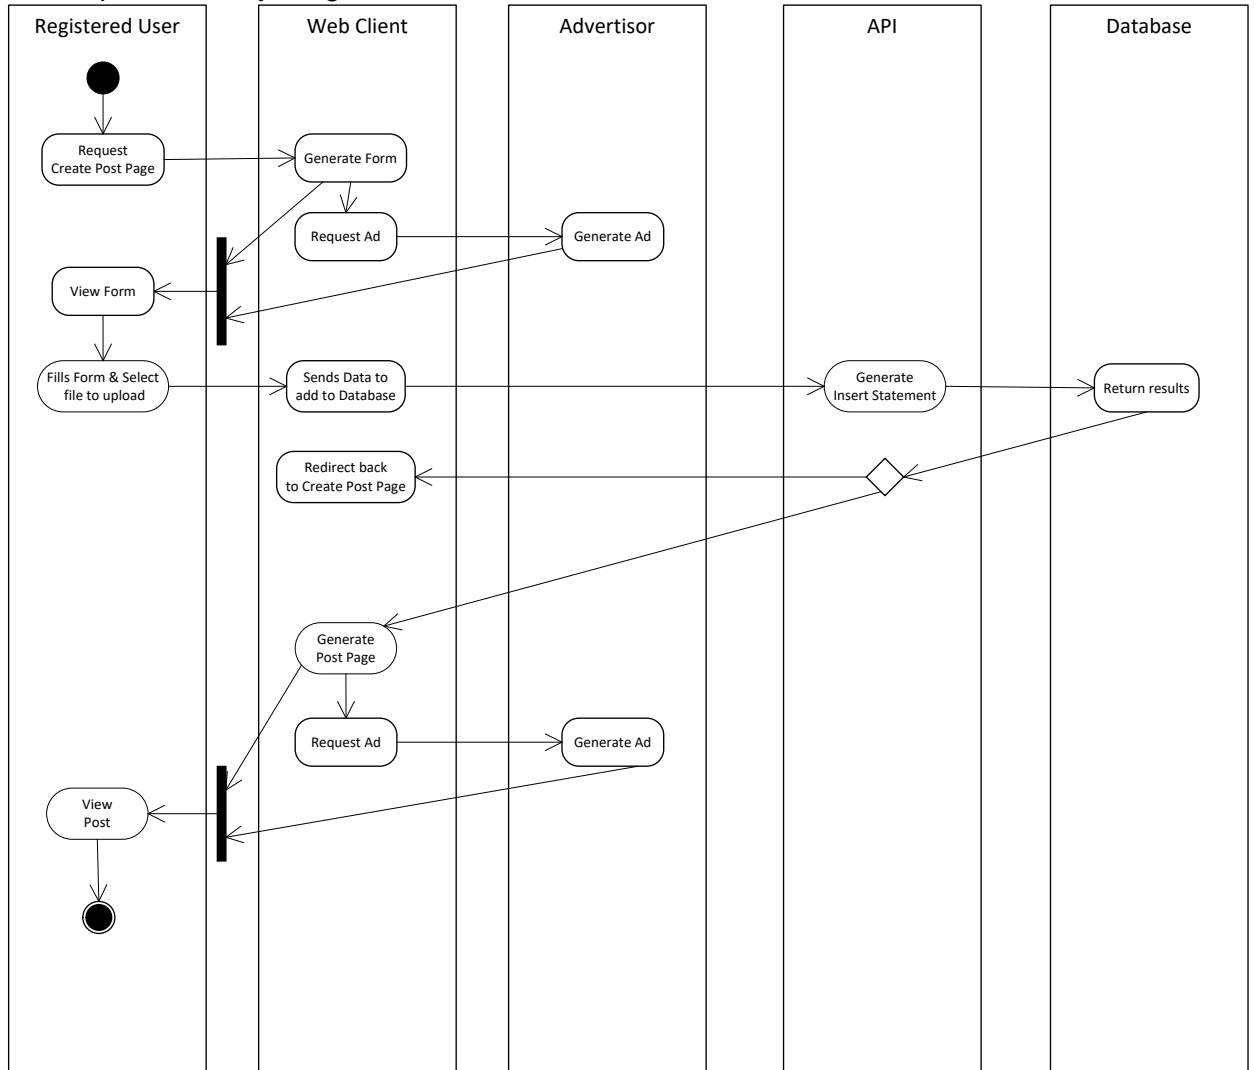 Registered User
Web Client
Advertisor
API
Database
Request
Create Post Page
Generate Form
Request Ad
Generate Ad
View Form
Fills Form & Select
file to upload
Sends Data to
add to Database
Generate
Insert Statement
Return results
Redirect back
to Create Post Page
Generate
Post Page
Request Ad
Generate Ad
View
Post